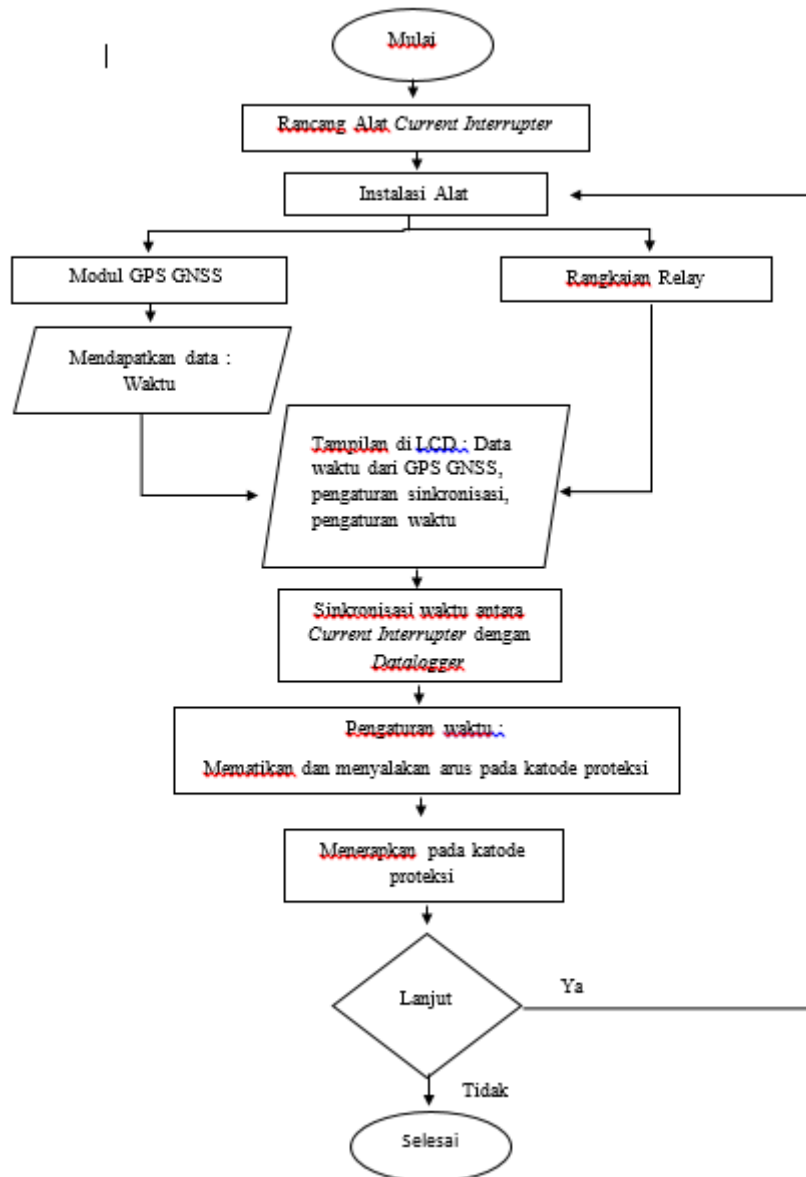 Mulai
Rancang Alat Current Interrupter
Instalasi Alat
Modul GPS GNSS
Rangkaian Relay
Mendapatkan data :
Waktu
Tampilan di LCD : Data
waktu dari GPS GNSS,
pengaturan sinkronisasi,
pengaturan waktu
Sinkronisasi waktu antara
Current Interrupter dengan
Datalogger
Pengaturan waktu :
Mematikan dan menyalakan arus pada katode proteksi
Menerapkan pada katode
proteksi
Lanjut
Ya
Tidak
Selesai